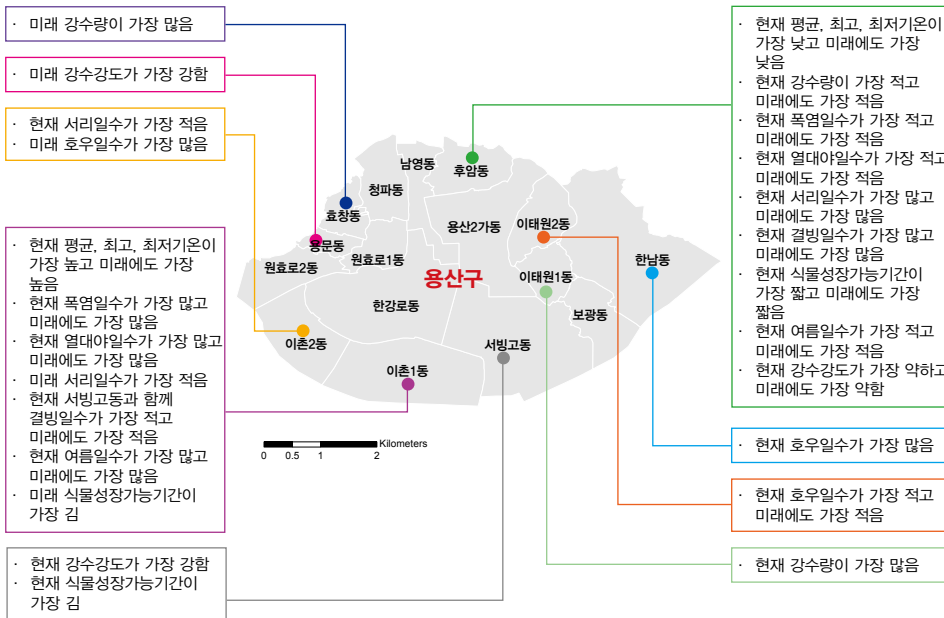 · 미래 강수량이 가장 많음
· 미래 강수강도가 가장 강함
· 현재 서리일수가 가장 적음
· 미래 호우일수가 가장 많음
· 현재 평균, 최고, 최저기온이
가장 높고 미래에도 가장
높음
· 현재 폭염일수가 가장 많고
미래에도 가장 많음
· 현재 열대야일수가 가장 많고
미래에도 가장 많음
· 미래 서리일수가 가장 적음
· 현재 서빙고동과 함께
결빙일수가 가장 적고
미래에도 가장 적음
· 현재 여름일수가 가장 많고
미래에도 가장 많음
· 미래 식물성장가능기간이
가장 김
· 현재 강수강도가 가장 강함
· 현재 식물성장가능기간이
가장 김
남영동
후암동
청파동
효창동
용산2가동
이태원2동
용문동
원효로1동
원효로2동
용산구
이태원1동
한남동
한강로동
보광동
이촌2동
서빙고동
이촌1동
Kilometers
0 0.5 1 2
· 현재 평균, 최고, 최저기온이
가장 낮고 미래에도 가장
낮음
· 현재 강수량이 가장 적고
미래에도 가장 적음
· 현재 폭염일수가 가장 적고
미래에도 가장 적음
· 현재 열대야일수가 가장 적고
미래에도 가장 적음
· 현재 서리일수가 가장 많고
미래에도 가장 많음
· 현재 결빙일수가 가장 많고
미래에도 가장 많음
· 현재 식물성장가능기간이
가장 짧고 미래에도 가장
짧음
· 현재 여름일수가 가장 적고
미래에도 가장 적음
· 현재 강수강도가 가장 약하고
미래에도 가장 약함
· 현재 호우일수가 가장 많음
· 현재 호우일수가 가장 적고
미래에도 가장 적음
· 현재 강수량이 가장 많음